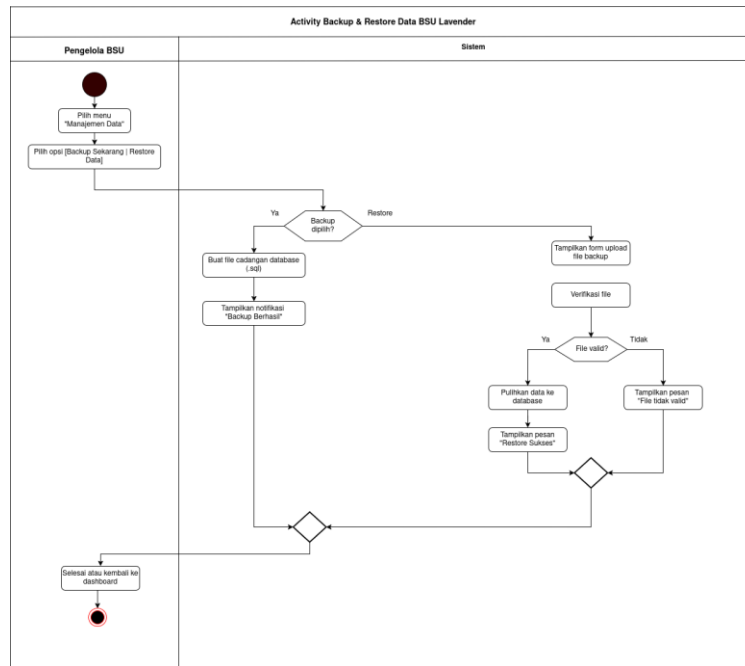 Activity Backup & Restore Data BSU Lavender
Pengelola BSU
Sistem
Pilih menu
"Manajemen Data"
Pilih opsi [Backup Sekarang | Restore
Data]
Backup
dipilih?
Ya
Restore
Buat file cadangan database
(.sql)
Tampilkan notifikasi
"Backup Berhasil"
Tampilkan form upload
file backup
Verifikasi file
File valid?
Ya
Tidak
Pulihkan data ke
database
Tampilkan pesan
"File tidak valid"
Tampilkan pesan
"Restore Sukses"
Selesai atau kembali ke
dashboard